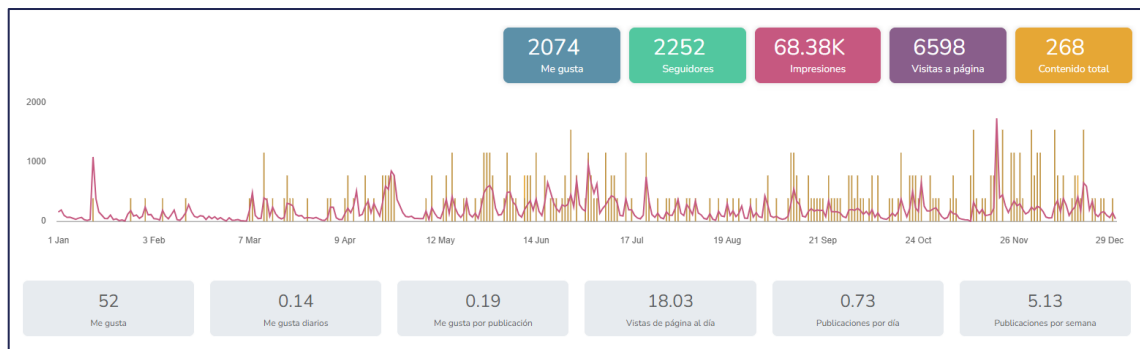 2074 2252 68.38K 6598 268
Me gusta Seguidores Impresiones Visitas a página Contenido total
2000
1000
0
1 Jan 3 Feb 7 Mar 9 Apr 12 May 14 Jun 17 Jul 19 Aug 21 Sep 24 Oct 26 Nov 29 Dec
52 0.14 0.19 18.03 0.73 5.13
Me gusta Me gusta diarios Me gusta por publicación Vistas de página al día Publicaciones por día Publicaciones por semana